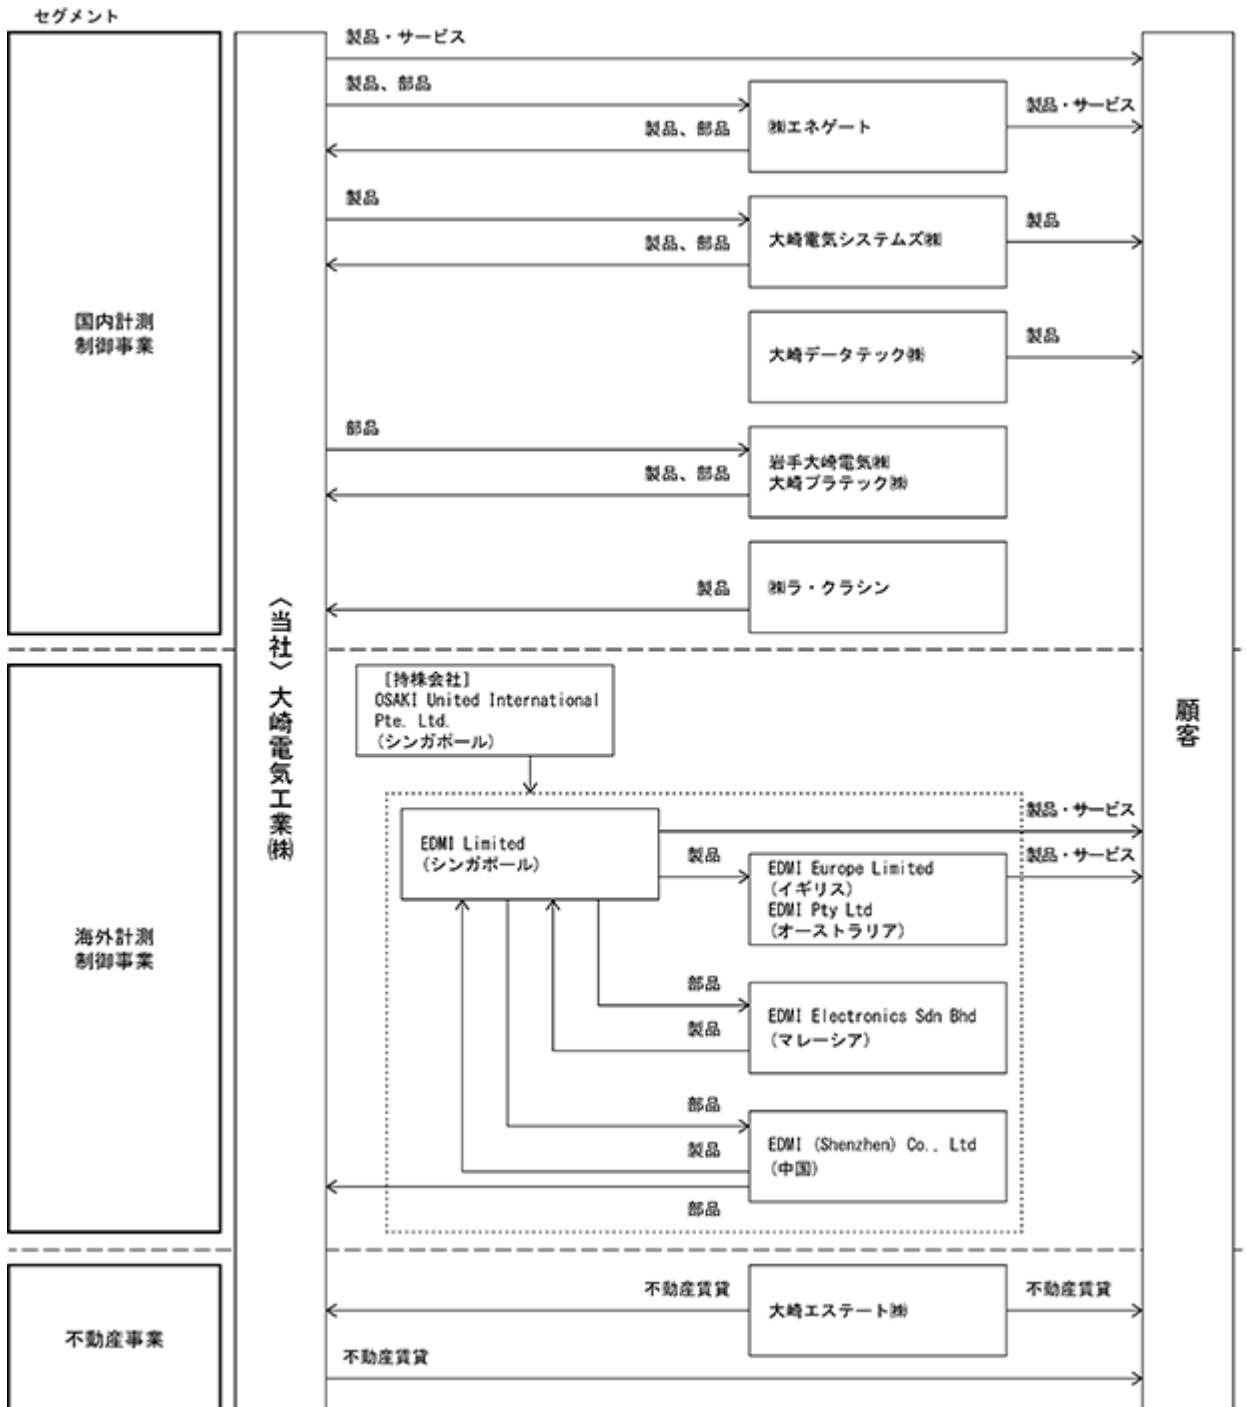 セグメント
製品・サービス
製品、部品
㈱エネゲート
製品・サービス
製品、部品
製品
大崎電気システムズ㈱
製品
製品、部品
国内計測
制御事業
大崎データテック㈱
製品
部品
岩手大崎電気㈱
大崎プラテック㈱
製品、部品
㈱ラ・クラシン
製品
〈当社〉大崎電気工業㈱
顧客
[持株会社]
OSAKI United International
Pte. Ltd.
(シンガポール)
EDMI Limited
(シンガポール)
製品・サービス
製品
EDMI Europe Limited
(イギリス)
EDMI Pty Ltd
(オーストラリア)
製品・サービス
海外計測
制御事業
部品
EDMI Electronics Sdn Bhd
(マレーシア)
製品
部品
EDMI (Shenzhen) Co., Ltd
(中国)
製品
部品
不動産事業
不動産賃貸
大崎エステート㈱
不動産賃貸
不動産賃貸